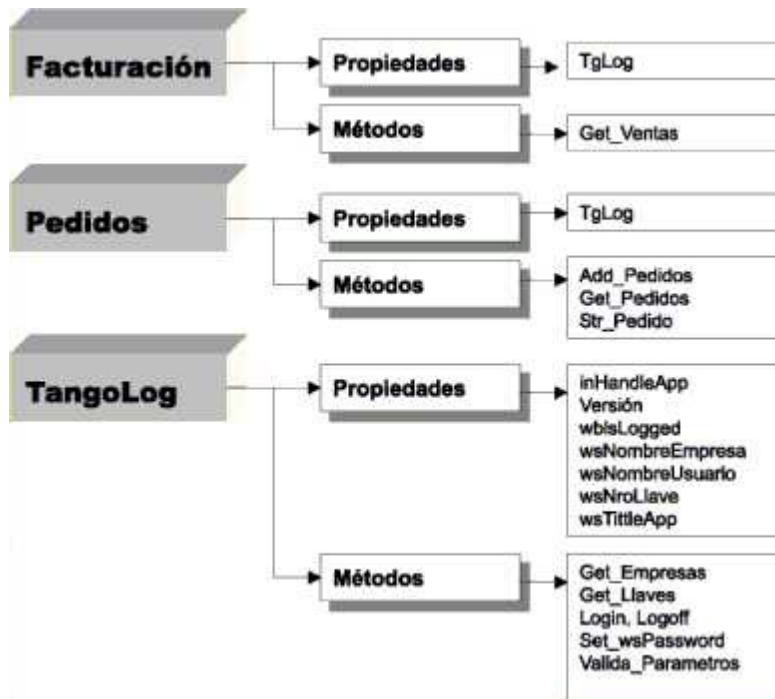 Facturación
Propiedades
TgLog
Métodos
Get_Ventas
Pedidos
Propiedades
TgLog
Métodos
Add_Pedidos
Get_Pedidos
Str_Pedido
TangoLog
Propiedades
inHandleApp
Versión
wbIsLogged
wsNombreEmpresa
wsNombreUsuario
wsNroLlave
wsTittleApp
Métodos
Get_Empresas
Get_Llaves
Login, Logoff
Set_wsPassword
Valida_Parametros